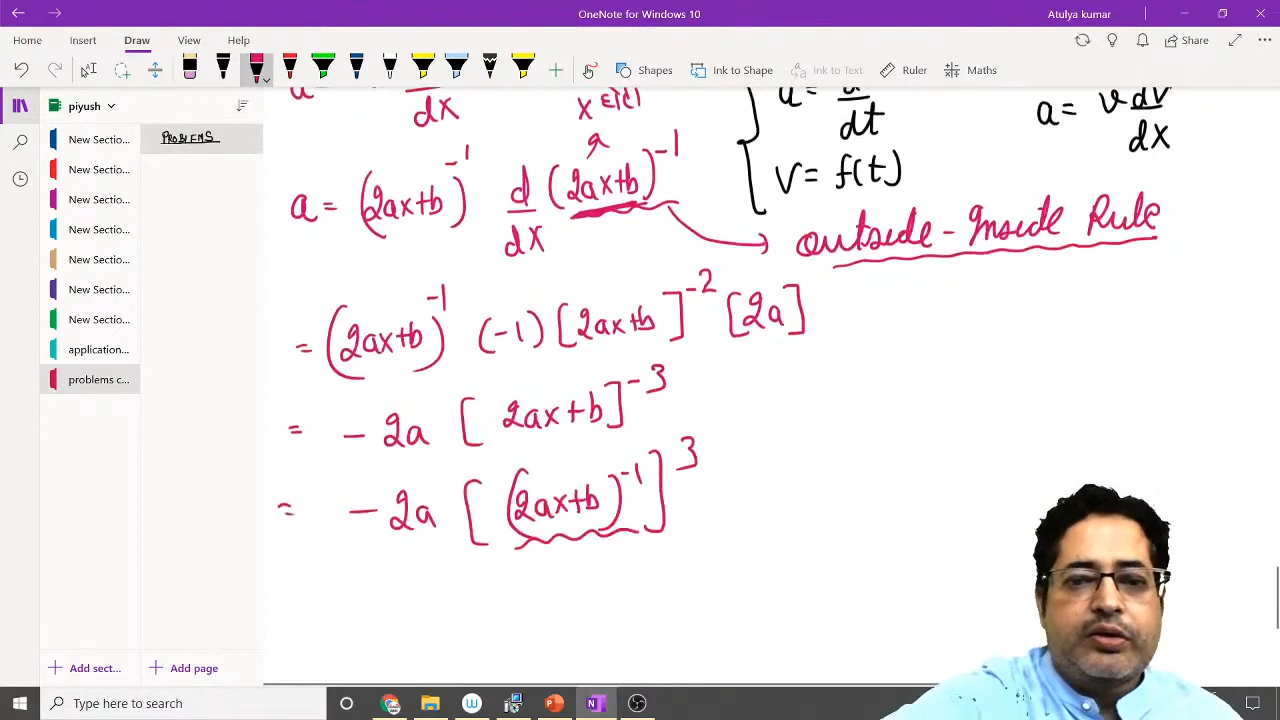 OneNote for Windows 10
Atulya kumar
Home Insert Draw View Help
Share
Shapes Ink to Shape Ink to Text Ruler Maths
piyush
PROBLEMS
New Section...
New Sectio...
New Sectio...
New Sectio...
New Sectio...
New Sectio...
New Sectio...
application...
problems c...
dx
a = v dv/dx
dt
v = f(t)
a = (2ax+b)^-1 d/dx (2ax+b)^-1
outside - Inside Rule
= (2ax+b)^-1 (-1) [2ax+b]^-2 [2a]
= - 2a [ 2ax+b]^-3
= - 2a [ (2ax+b)^-1 ]^3
Add sect... Add page
Type here to search